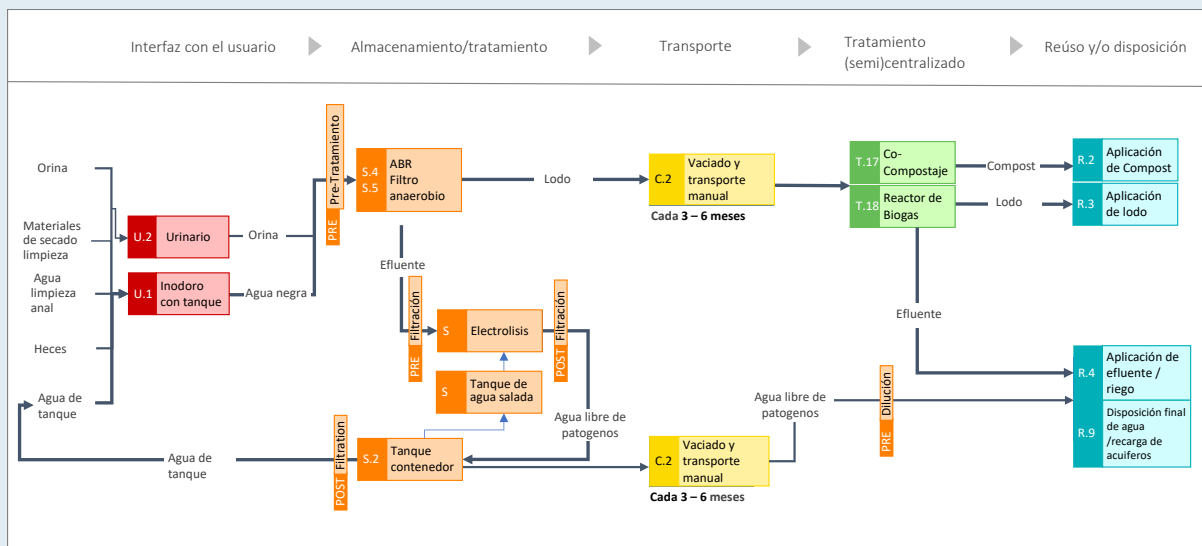 Interfaz con el usuario
Almacenamiento/tratamiento
Transporte
Tratamiento
(semi)centralizado
Reúso y/o disposición
Orina
Materiales
de secado
limpieza
Agua
limpieza
anal
Heces
Agua de
tanque
U.2
Urinario
Orina
U.1
Inodoro
con tanque
Agua negra
PRE
Pre-Tratamiento
S.4
S.5
ABR
Filtro
anaerobio
Lodo
C.2
Vaciado y
transporte
manual
Cada 3 – 6 meses
T.17
Co-
Compostaje
Compost
R.2
Aplicación
de Compost
T.18
Reactor de
Biogas
Lodo
R.3
Aplicación
de lodo
Efluente
PRE
Filtración
S
Electrolisis
POST
Filtración
S
Tanque de
agua salada
Agua libre de
patogenos
Efluente
Agua de
tanque
POST
Filtration
S.2
Tanque
contenedor
C.2
Vaciado y
transporte
manual
Cada 3 – 6 meses
Agua libre de
patogenos
PRE
Dilución
R.4
Aplicación de
efluente /
riego
R.9
Disposición final
de agua
/recarga de
acuiferos